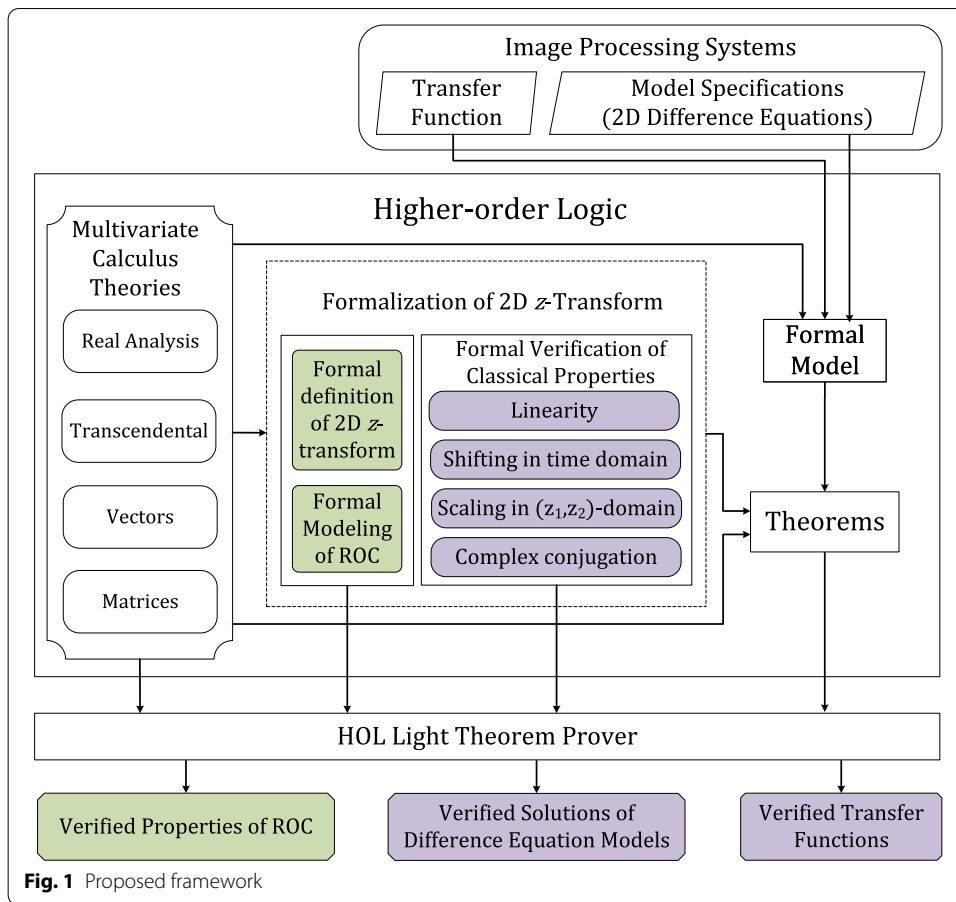 Image Processing Systems
Transfer
Function
Model Specifications
(2D Difference Equations)
Higher-order Logic
Multivariate
Calculus
Theories
Real Analysis
Transcendental
Vectors
Matrices
Formalization of 2D z-Transform
Formal
definition
of 2D z-
transform
Formal
Modeling
of ROC
Formal Verification of
Classical Properties
Linearity
Shifting in time domain
Scaling in (z₁,z₂)-domain
Complex conjugation
Formal
Model
Theorems
HOL Light Theorem Prover
Verified Properties of ROC
Verified Solutions of
Difference Equation Models
Verified Transfer
Functions
Fig. 1 Proposed framework